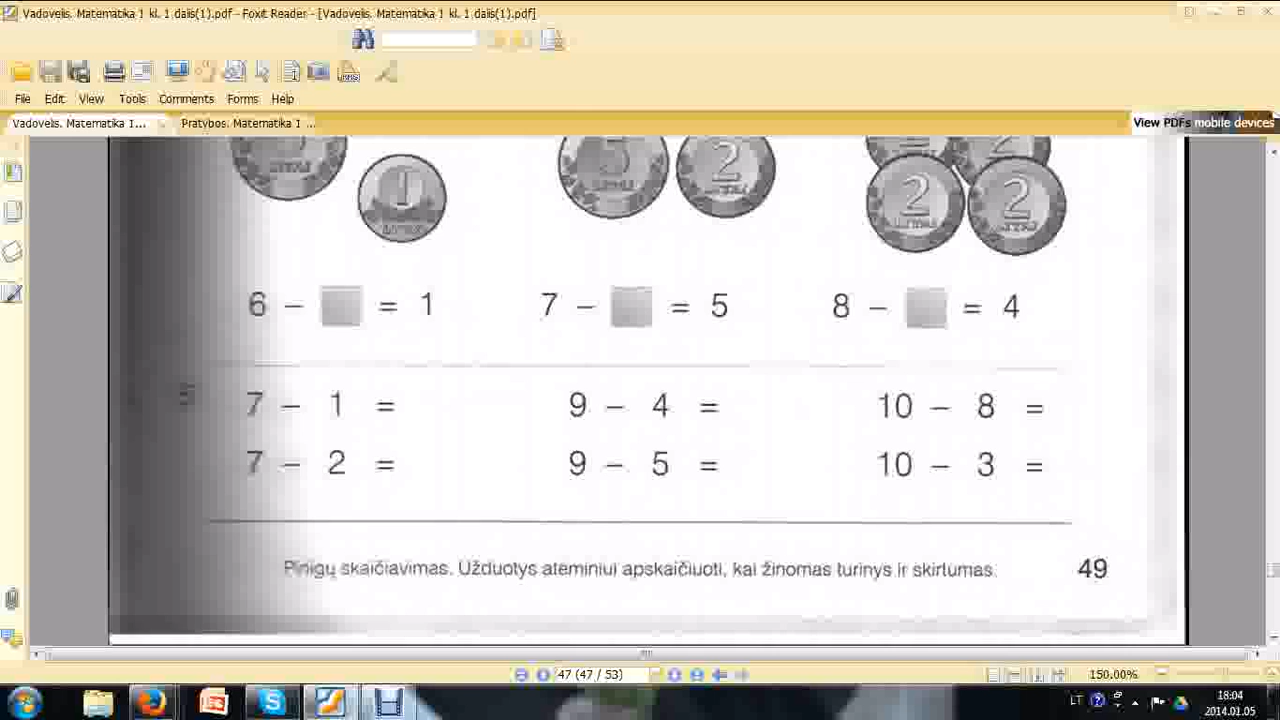 Vadovelis. Matematika 1 kl. 1 dalis(1).pdf - Foxit Reader - [Vadovelis. Matematika 1 kl. 1 dalis(1).pdf]
File Edit View Tools Comments Forms Help
Vadovelis. Matematika 1... Pratybos. Matematika 1 ... View PDFs mobile devices
5 1 5 2 2
2 2
6 – = 1 7 – = 5 8 – = 4
7 – 1 = 9 – 4 = 10 – 8 =
7 – 2 = 9 – 5 = 10 – 3 =
Pinigų skaičiavimas. Užduotys atėminiui apskaičiuoti, kai žinomas turinys ir skirtumas. 49
47 (47 / 53) 150.00%
LT 18:04
2014.01.05